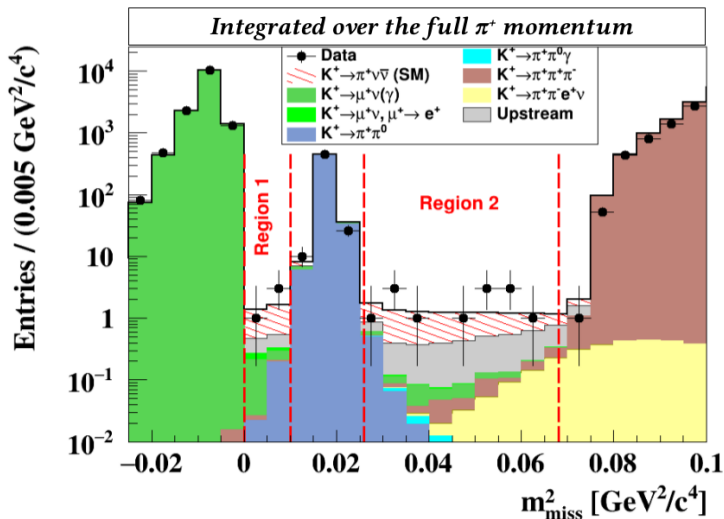 Integrated over the full π⁺ momentum
Entries / (0.005 GeV²/c⁴)
10⁴
10³
10²
10
1
10⁻¹
10⁻²
Data
K⁺→π⁺νν̅ (SM)
K⁺→μ⁺ν(γ)
K⁺→μ⁺ν, μ⁺→ e⁺
K⁺→π⁺π⁰
K⁺→π⁺π⁰γ
K⁺→π⁺π⁺π⁻
K⁺→π⁺π⁻e⁺ν
Upstream
Region 1
Region 2
−0.02 0 0.02 0.04 0.06 0.08 0.1
m²miss [GeV²/c⁴]